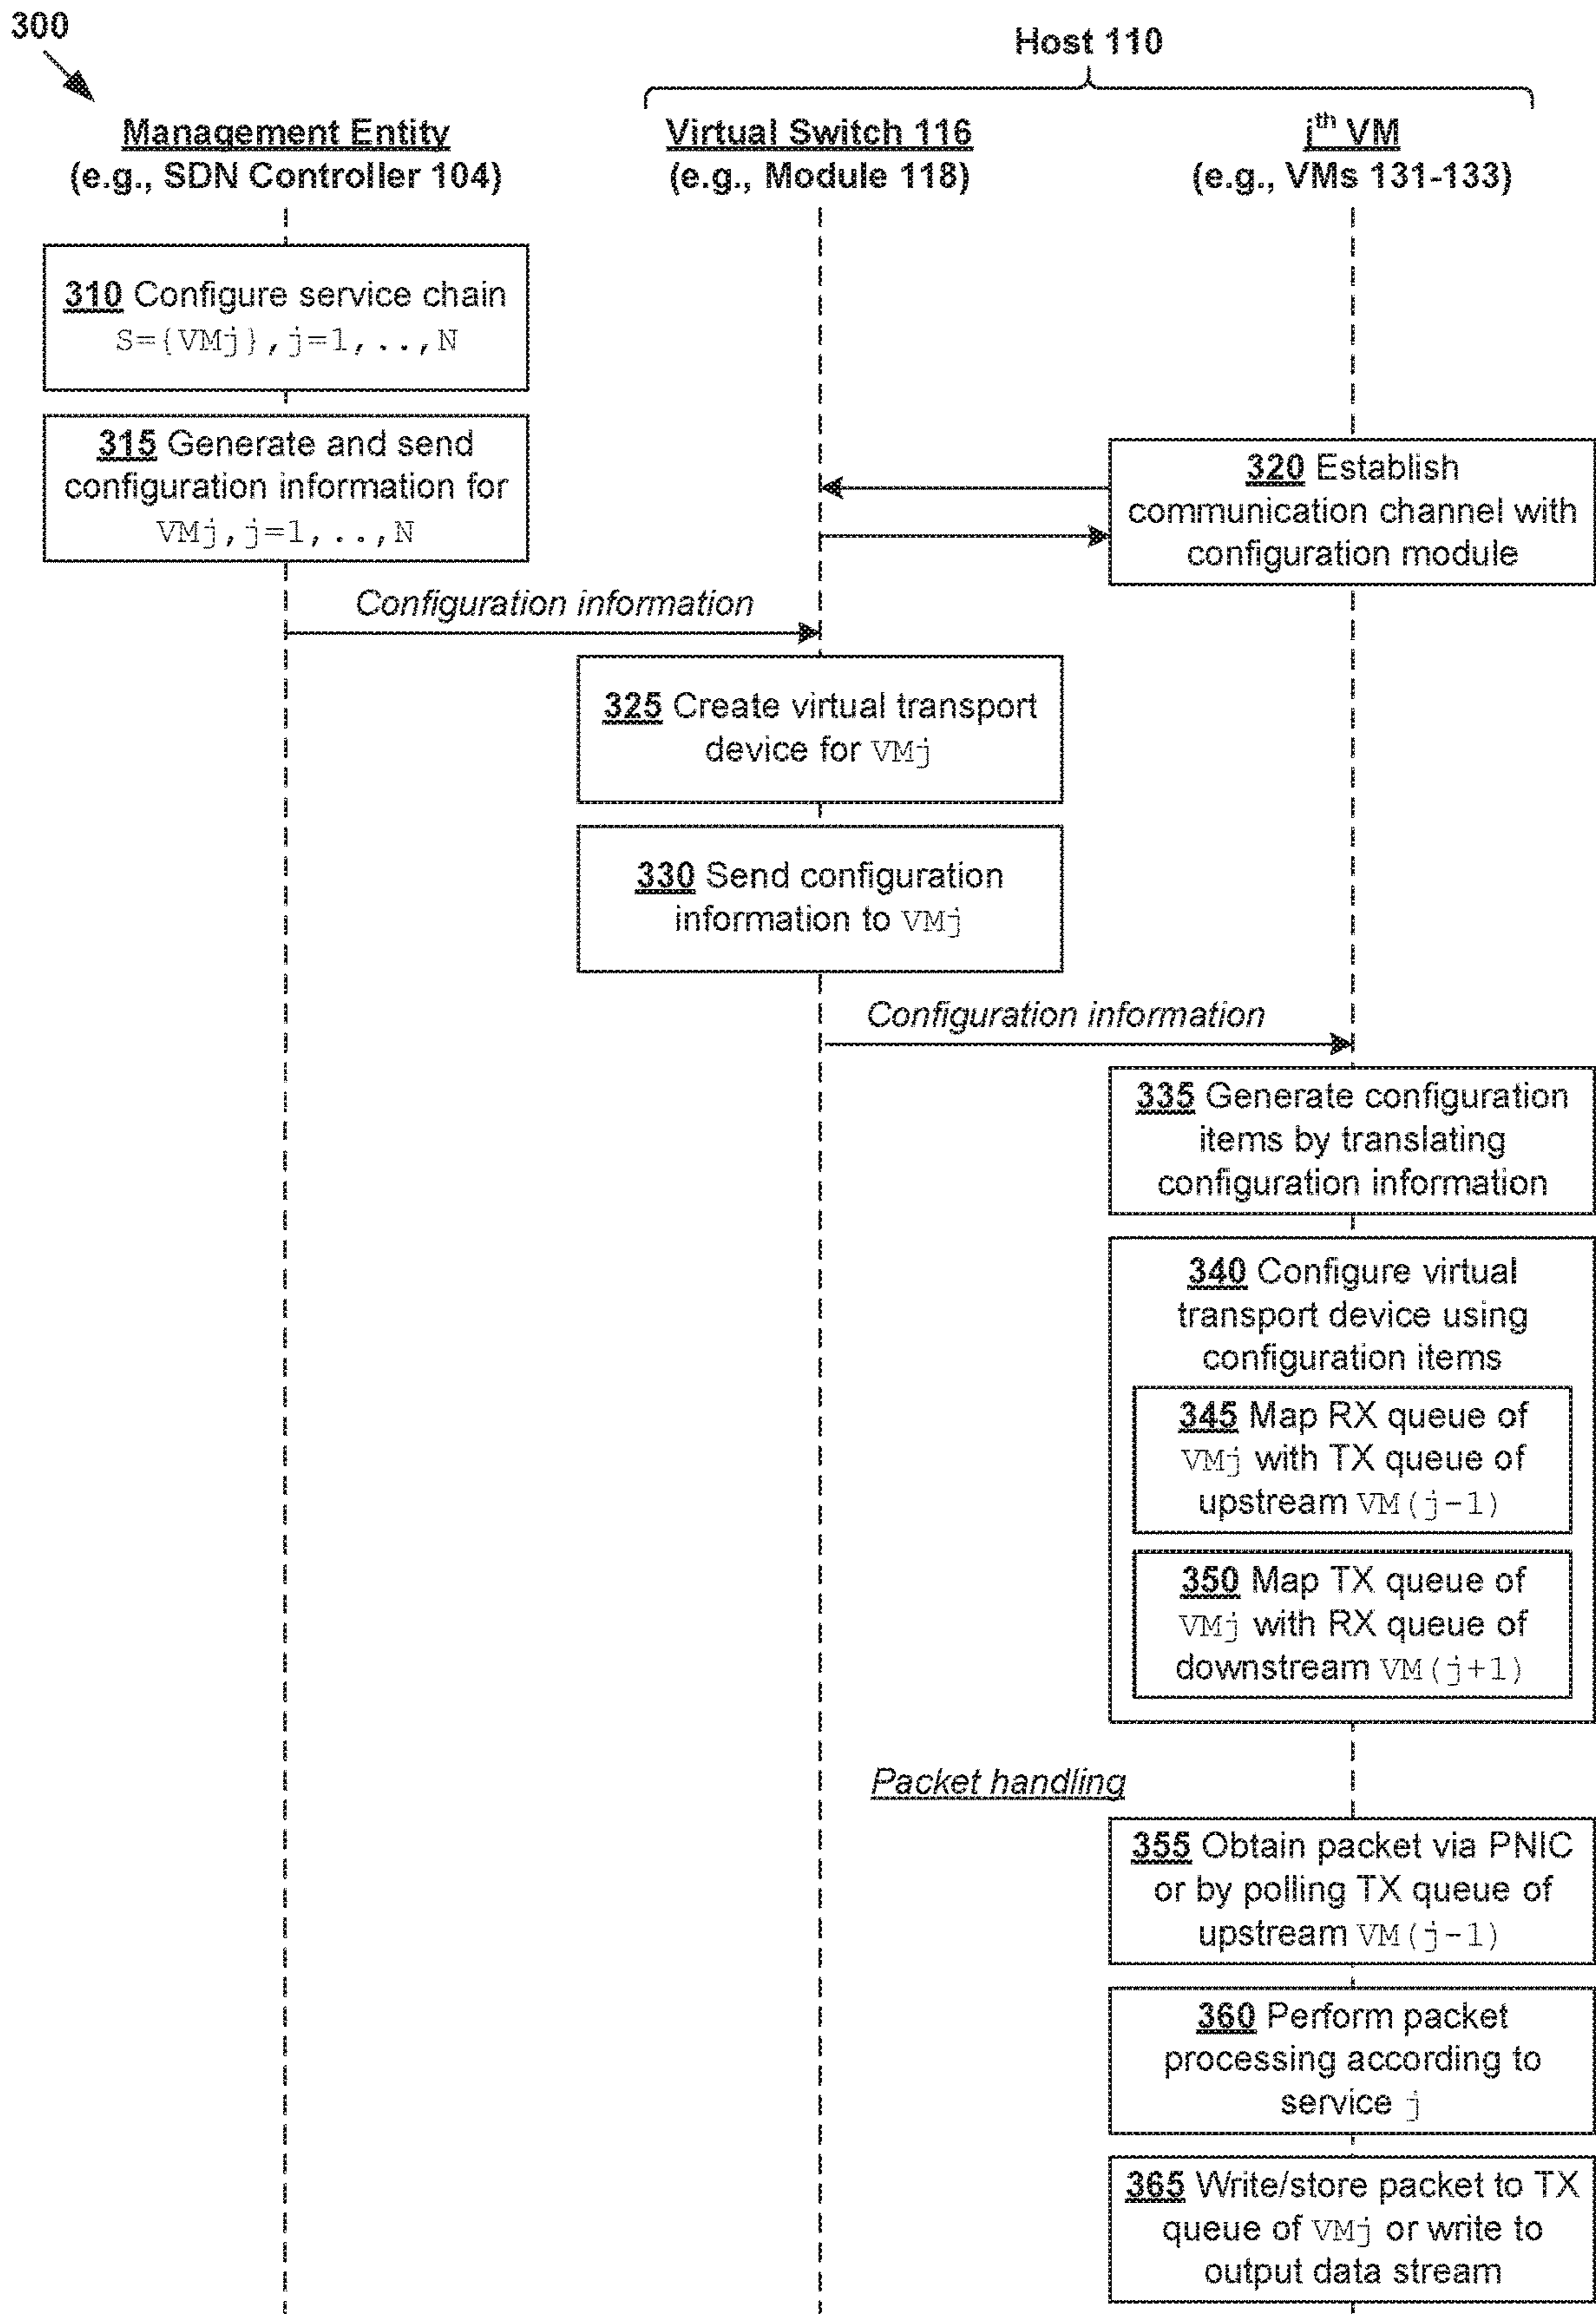 300
Host 110
Management Entity
(e.g., SDN Controller 104)
Virtual Switch 116
(e.g., Module 118)
jth VM
(e.g., VMs 131-133)
310 Configure service chain
S={VMj},j=1,..,N
315 Generate and send
configuration information for
VMj,j=1,..,N
320 Establish
communication channel with
configuration module
Configuration information
325 Create virtual transport
device for VMj
330 Send configuration
information to VMj
Configuration information
335 Generate configuration
items by translating
configuration information
340 Configure virtual
transport device using
configuration items
345 Map RX queue of
VMj with TX queue of
upstream VM(j-1)
350 Map TX queue of
VMj with RX queue of
downstream VM(j+1)
Packet handling
355 Obtain packet via PNIC
or by polling TX queue of
upstream VM(j-1)
360 Perform packet
processing according to
service j
365 Write/store packet to TX
queue of VMj or write to
output data stream